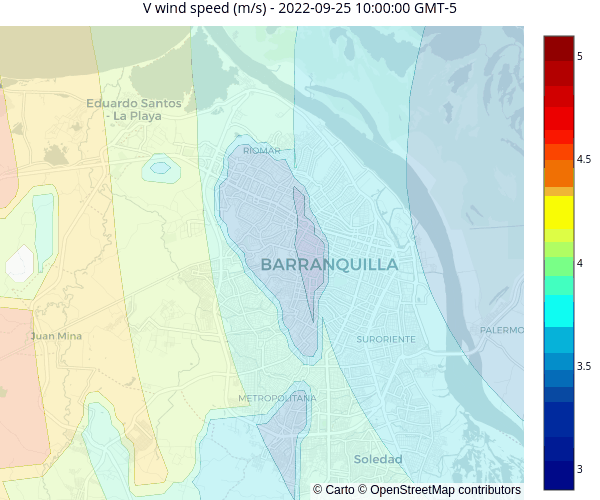 V wind speed (m/s) - 2022-09-25 10:00:00 GMT-5
5
Eduardo Santos
- La Playa
RIOMAR
4.5
BARRANQUILLA
4
Juan Mina
SURORIENTE
PALERMO
3.5
METROPOLITANA
Soledad
3
© Carto © OpenStreetMap contributors